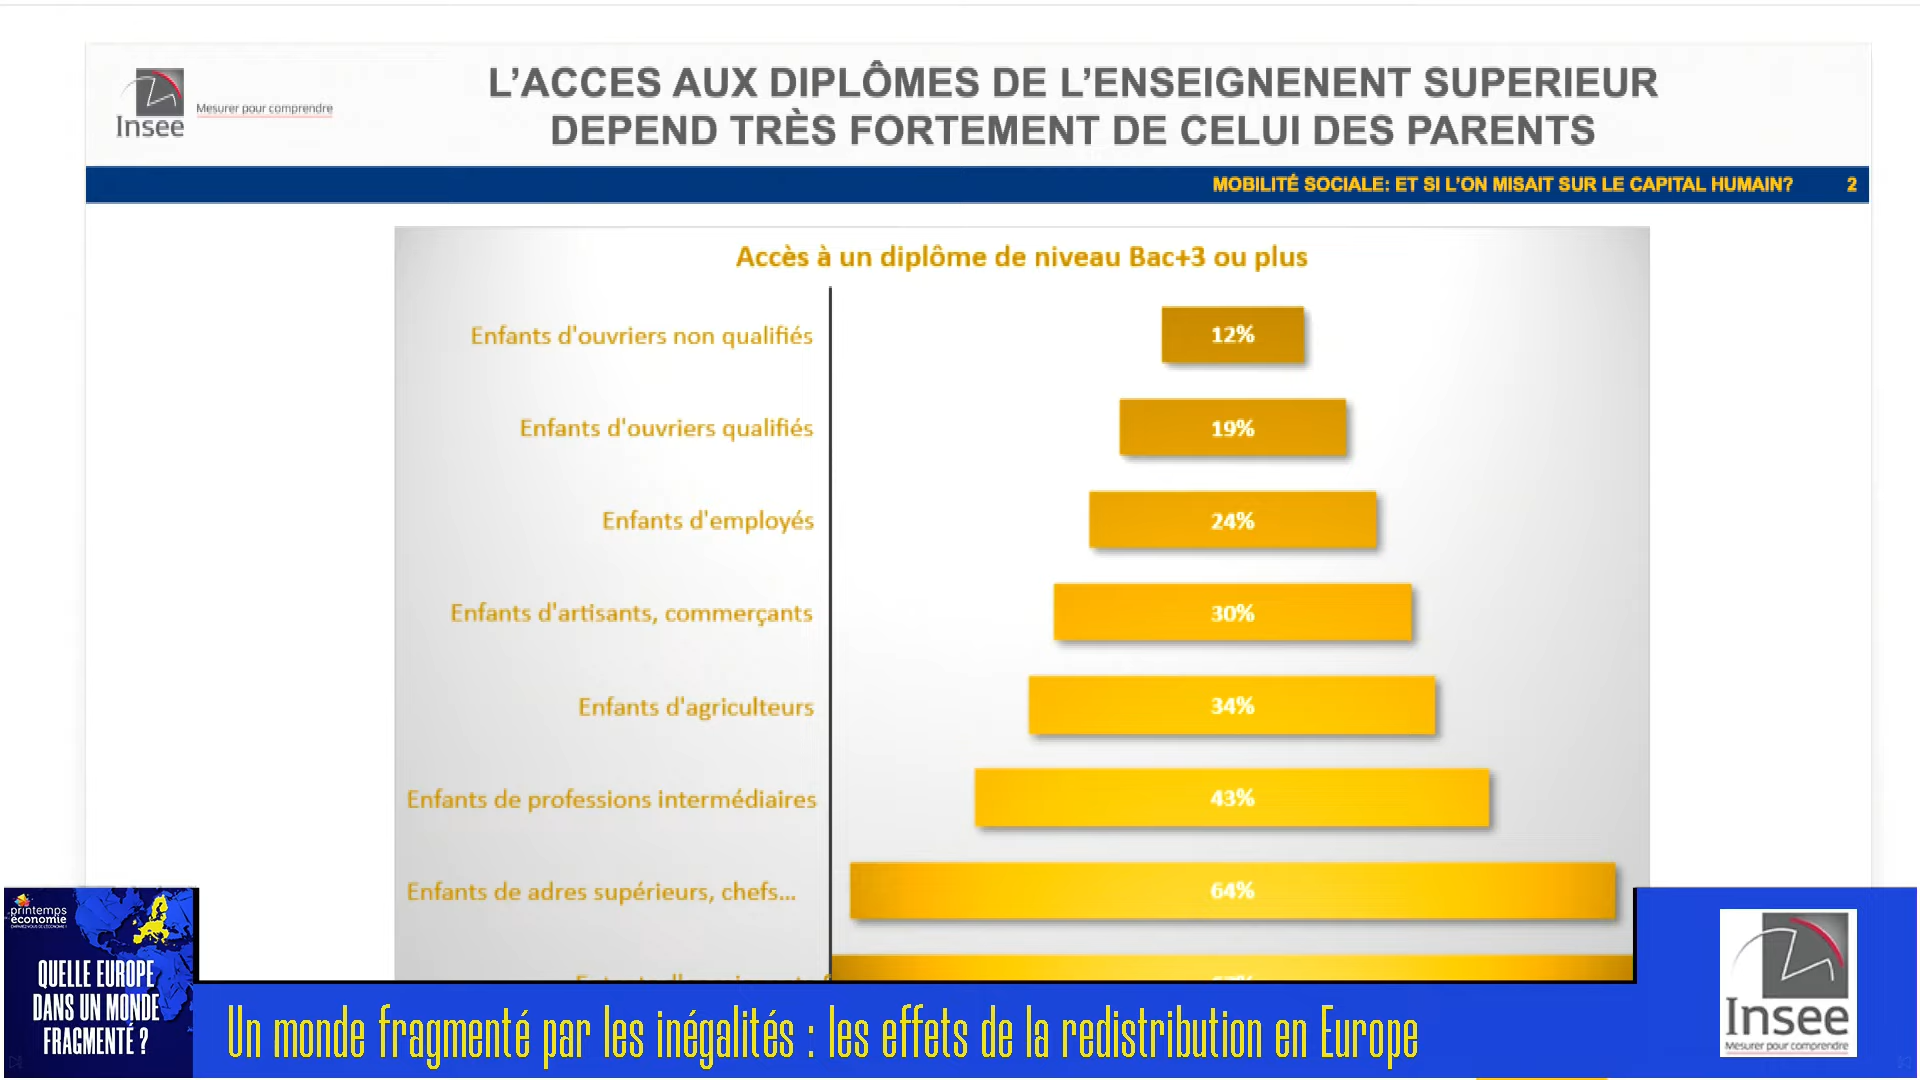 Insee
Mesurer pour comprendre
L'ACCES AUX DIPLÔMES DE L'ENSEIGNENENT SUPERIEUR
DEPEND TRÈS FORTEMENT DE CELUI DES PARENTS
MOBILITÉ SOCIALE: ET SI L'ON MISAIT SUR LE CAPITAL HUMAIN? 2
Accès à un diplôme de niveau Bac+3 ou plus
Enfants d'ouvriers non qualifiés 12%
Enfants d'ouvriers qualifiés 19%
Enfants d'employés 24%
Enfants d'artisants, commerçants 30%
Enfants d'agriculteurs 34%
Enfants de professions intermédiaires 43%
Enfants de adres supérieurs, chefs... 64%
printemps
économie
QUELLE EUROPE
DANS UN MONDE
FRAGMENTÉ ?
Un monde fragmenté par les inégalités : les effets de la redistribution en Europe
Insee
Mesurer pour comprendre